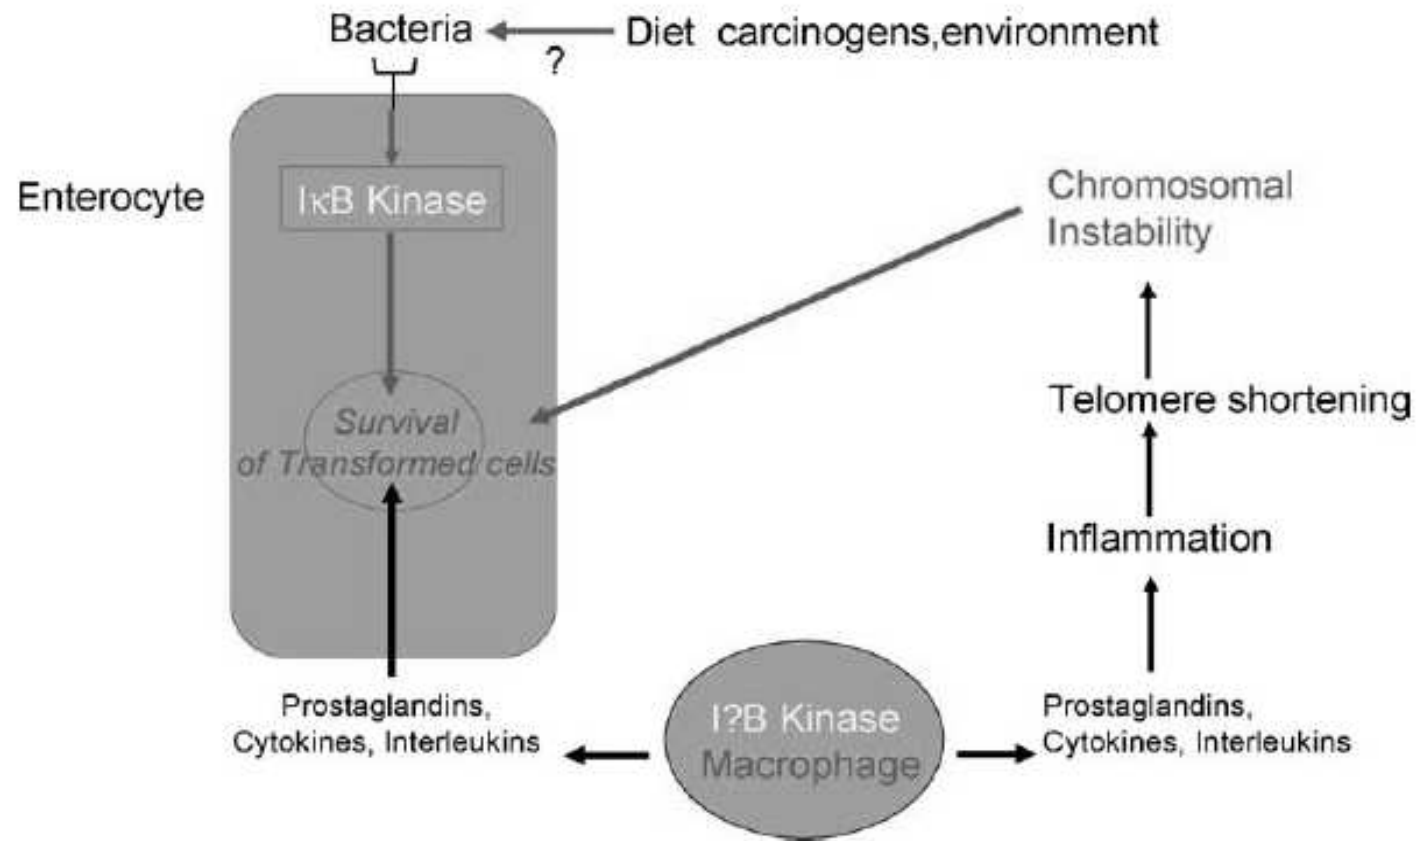 Bacteria
Diet carcinogens,environment
?
Enterocyte
IκB Kinase
Chromosomal
Instability
Survival
of Transformed cells
Telomere shortening
Inflammation
Prostaglandins,
Cytokines, Interleukins
I?B Kinase
Macrophage
Prostaglandins,
Cytokines, Interleukins